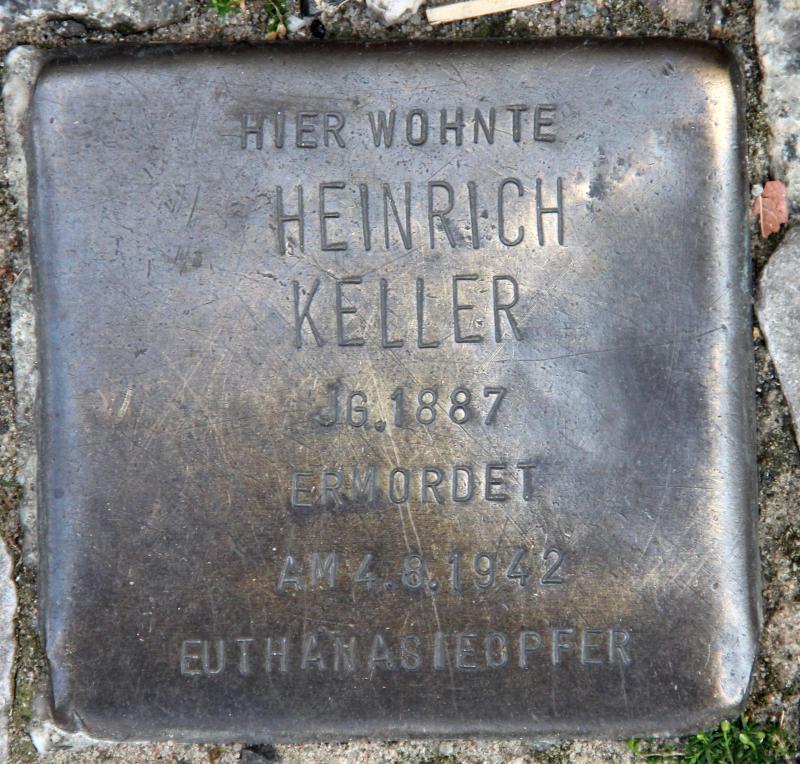 HIER WOHNTE
HEINRICH
KELLER
JG. 1887
ERMORDET
AM 4.8.1942
EUTHANASIEOPFER